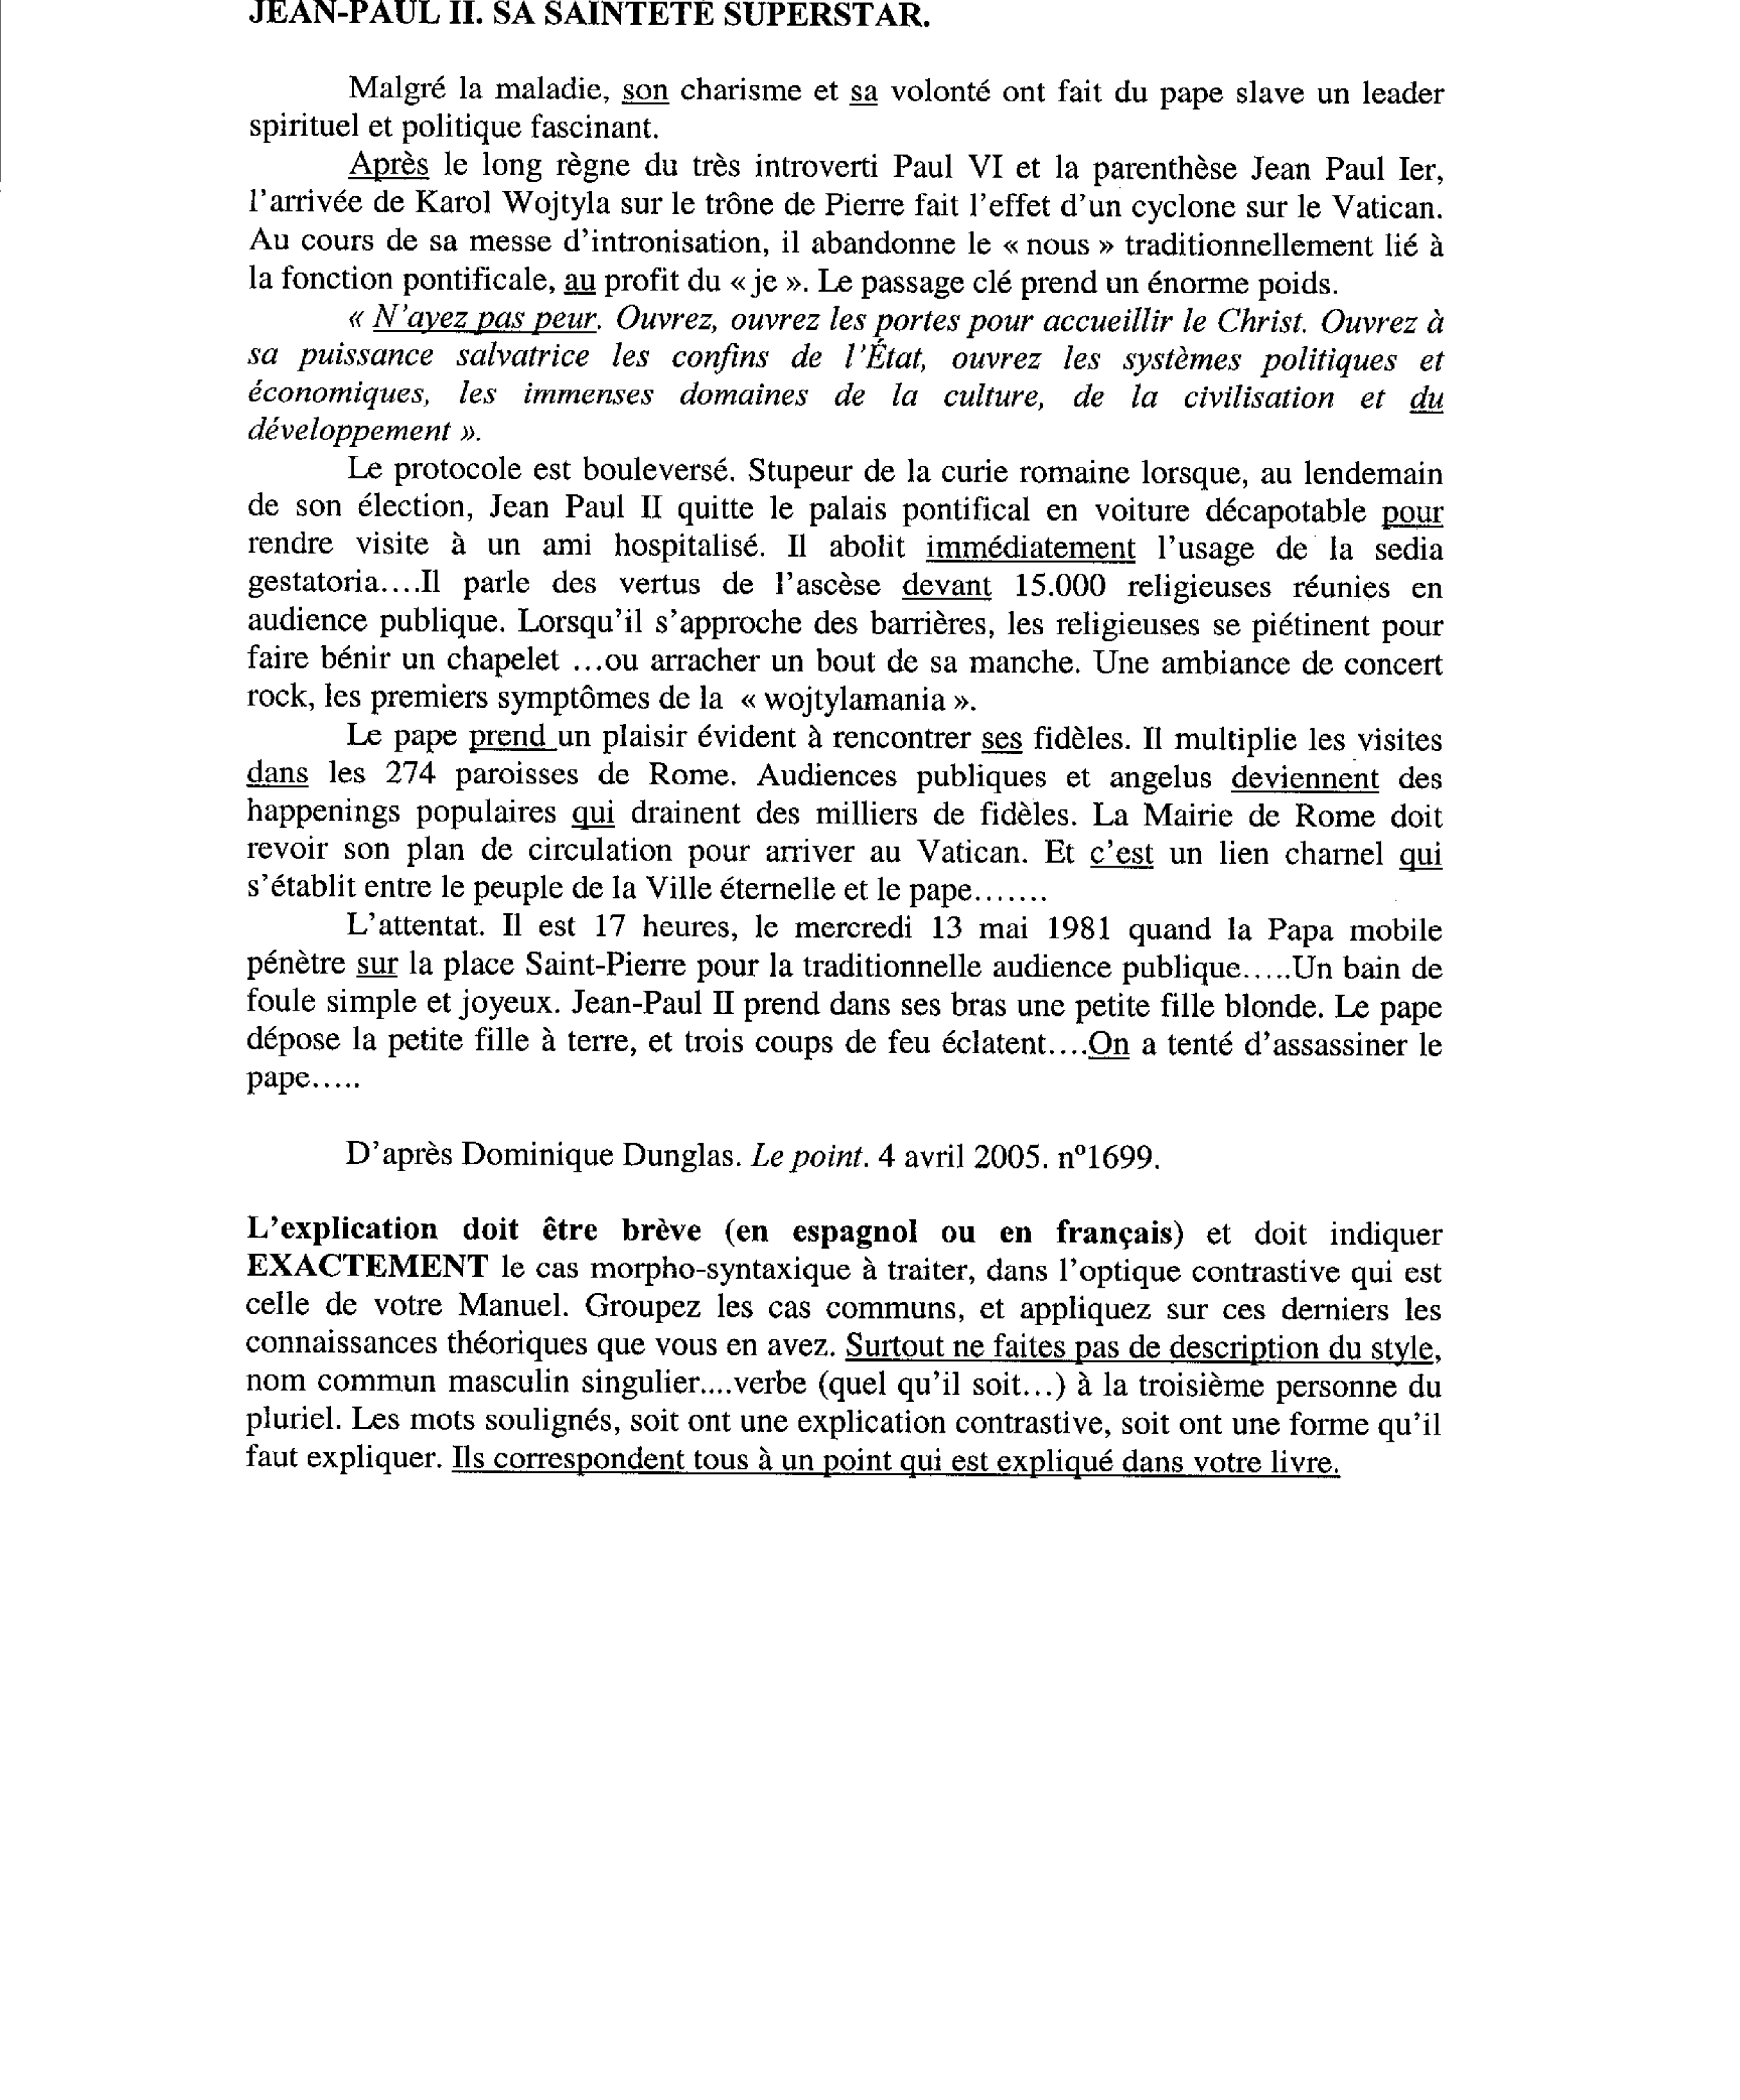 JEAN-PAUL II. SA SAINTETÉ SUPERSTAR.
Malgré la maladie, son charisme et sa volonté ont fait du pape slave un leader
spirituel et politique fascinant.
Après le long règne du très introverti Paul VI et la parenthèse Jean Paul Ier,
l'arrivée de Karol Wojtyla sur le trône de Pierre fait l'effet d'un cyclone sur le Vatican.
Au cours de sa messe d'intronisation, il abandonne le « nous » traditionnellement lié à
la fonction pontificale, au profit du « je ». Le passage clé prend un énorme poids.
« N'ayez pas peur. Ouvrez, ouvrez les portes pour accueillir le Christ. Ouvrez à
sa puissance salvatrice les confins de l'État, ouvrez les systèmes politiques et
économiques, les immenses domaines de la culture, de la civilisation et du
développement ».
Le protocole est bouleversé. Stupeur de la curie romaine lorsque, au lendemain
de son élection, Jean Paul II quitte le palais pontifical en voiture décapotable pour
rendre visite à un ami hospitalisé. Il abolit immédiatement l'usage de la sedia
gestatoria....Il parle des vertus de l'ascèse devant 15.000 religieuses réunies en
audience publique. Lorsqu'il s'approche des barrières, les religieuses se piétinent pour
faire bénir un chapelet ...ou arracher un bout de sa manche. Une ambiance de concert
rock, les premiers symptômes de la « wojtylamania ».
Le pape prend un plaisir évident à rencontrer ses fidèles. Il multiplie les visites
dans les 274 paroisses de Rome. Audiences publiques et angelus deviennent des
happenings populaires qui drainent des milliers de fidèles. La Mairie de Rome doit
revoir son plan de circulation pour arriver au Vatican. Et c'est un lien charnel qui
s'établit entre le peuple de la Ville éternelle et le pape.......
L'attentat. Il est 17 heures, le mercredi 13 mai 1981 quand la Papa mobile
pénètre sur la place Saint-Pierre pour la traditionnelle audience publique.....Un bain de
foule simple et joyeux. Jean-Paul II prend dans ses bras une petite fille blonde. Le pape
dépose la petite fille à terre, et trois coups de feu éclatent....On a tenté d'assassiner le
pape.....
D'après Dominique Dunglas. Le point. 4 avril 2005. n°1699.
L'explication doit être brève (en espagnol ou en français) et doit indiquer
EXACTEMENT le cas morpho-syntaxique à traiter, dans l'optique contrastive qui est
celle de votre Manuel. Groupez les cas communs, et appliquez sur ces derniers les
connaissances théoriques que vous en avez. Surtout ne faites pas de description du style,
nom commun masculin singulier....verbe (quel qu'il soit...) à la troisième personne du
pluriel. Les mots soulignés, soit ont une explication contrastive, soit ont une forme qu'il
faut expliquer. Ils correspondent tous à un point qui est expliqué dans votre livre.